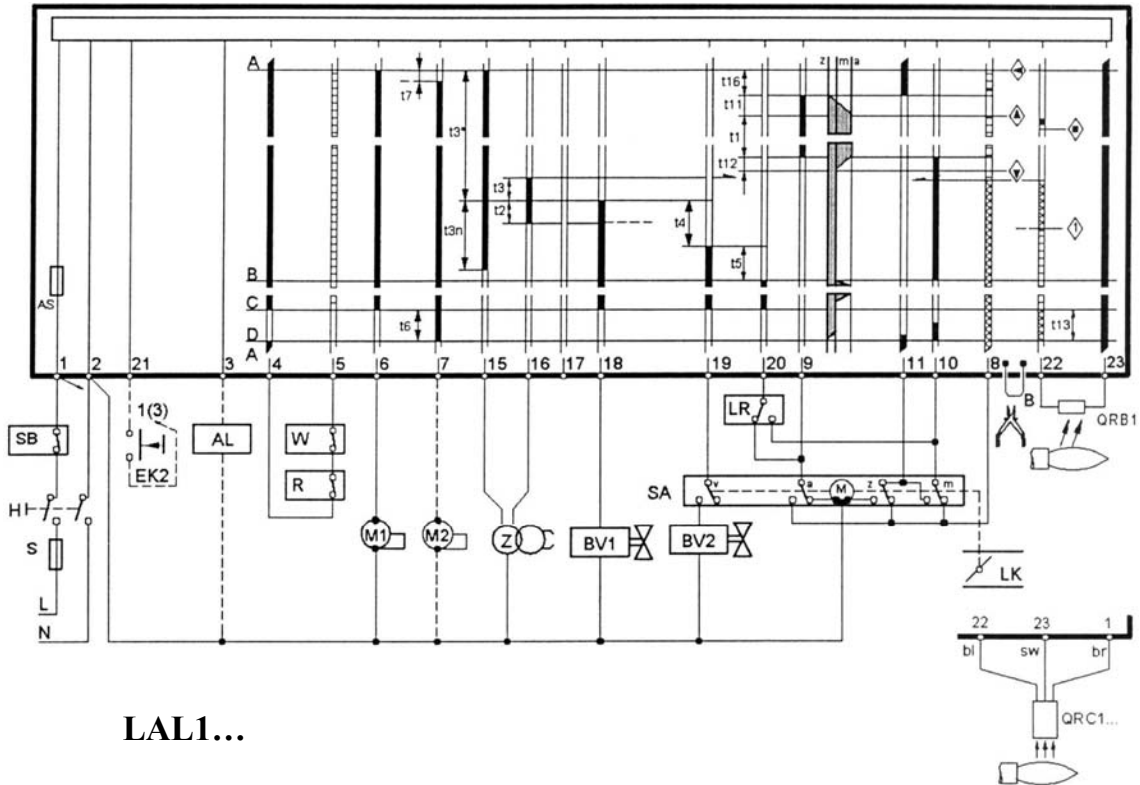 A
z m a
t7
t16
t11
t3*
t1
t12
t3
t2
t4
1
t3n
t5
B
AS
C
t6
t13
D
A
1 2 21 3 4 5 6 7 15 16 17 18 19 20 9 11 10 8 22 23
B
QRB1
1(3)
LR
SB
AL
W
EK2
v a M z m
SA
R
H
M1 M2
S
Z
BV1
BV2
LK
L
N
22 23 1
bl sw br
QRC1...
LAL1...